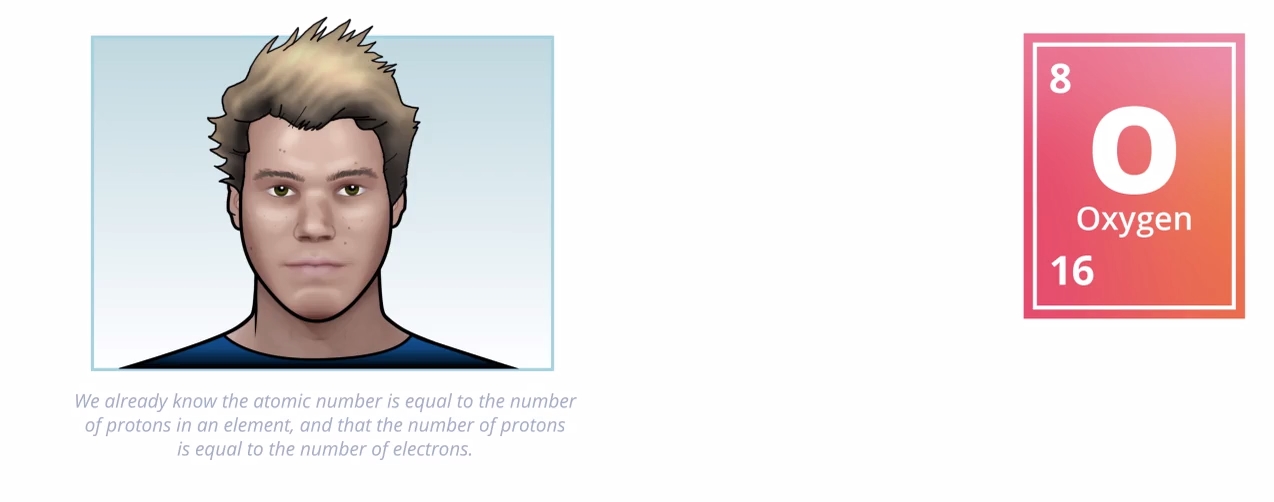 We already know the atomic number is equal to the number
of protons in an element, and that the number of protons
is equal to the number of electrons.
8
O
Oxygen
16